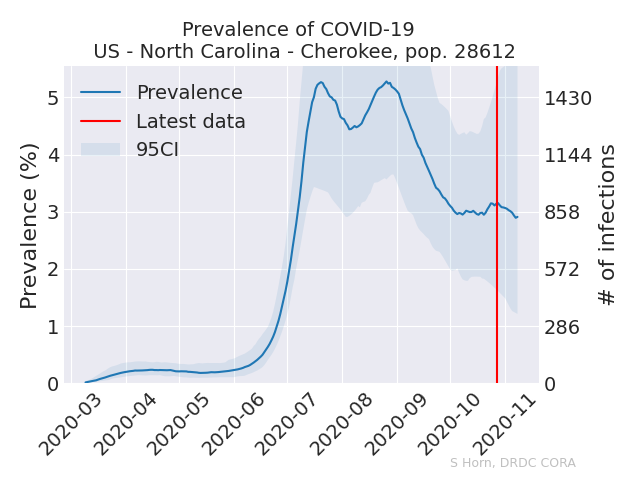 Prevalence of COVID-19
US - North Carolina - Cherokee, pop. 28612
Prevalence
Latest data
95CI
Prevalence (%)
5
4
3
2
1
0
1430
1144
858
572
286
0
# of infections
2020-03
2020-04
2020-05
2020-06
2020-07
2020-08
2020-09
2020-10
2020-11
S Horn, DRDC CORA